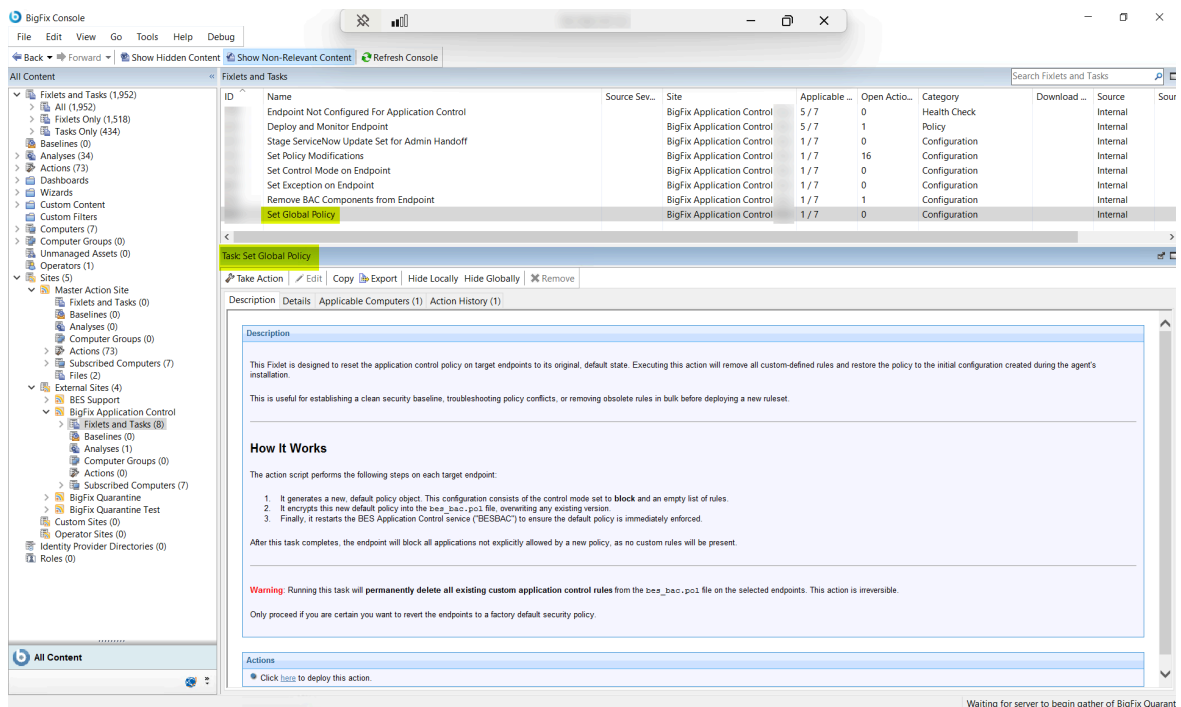 BigFix Console
File Edit View Go Tools Help Debug
Back Forward Show Hidden Content Show Non-Relevant Content Refresh Console
All Content « Fixlets and Tasks Search Fixlets and Tasks
Fixlets and Tasks (1,952)
All (1,952)
Fixlets Only (1,518)
Tasks Only (434)
Baselines (0)
Analyses (34)
Actions (73)
Dashboards
Wizards
Custom Content
Custom Filters
Computers (7)
Computer Groups (0)
Unmanaged Assets (0)
Operators (1)
Sites (5)
Master Action Site
Fixlets and Tasks (0)
Baselines (0)
Analyses (0)
Computer Groups (0)
Actions (73)
Subscribed Computers (7)
Files (2)
External Sites (4)
BES Support
BigFix Application Control
Fixlets and Tasks (8)
Baselines (0)
Analyses (1)
Computer Groups (0)
Actions (0)
Subscribed Computers (7)
BigFix Quarantine
BigFix Quarantine Test
Custom Sites (0)
Operator Sites (0)
Identity Provider Directories (0)
Roles (0)
All Content
ID Name Source Sev... Site Applicable ... Open Actio... Category Download ... Source Sour
Endpoint Not Configured For Application Control BigFix Application Control 5 / 7 0 Health Check Internal
Deploy and Monitor Endpoint BigFix Application Control 5 / 7 1 Policy Internal
Stage ServiceNow Update Set for Admin Handoff BigFix Application Control 1 / 7 0 Configuration Internal
Set Policy Modifications BigFix Application Control 1 / 7 16 Configuration Internal
Set Control Mode on Endpoint BigFix Application Control 1 / 7 0 Configuration Internal
Set Exception on Endpoint BigFix Application Control 1 / 7 0 Configuration Internal
Remove BAC Components from Endpoint BigFix Application Control 1 / 7 1 Configuration Internal
Set Global Policy BigFix Application Control 1 / 7 0 Configuration Internal
Task: Set Global Policy
Take Action Edit Copy Export Hide Locally Hide Globally Remove
Description Details Applicable Computers (1) Action History (1)
Description
This Fixlet is designed to reset the application control policy on target endpoints to its original, default state. Executing this action will remove all custom-defined rules and restore the policy to the initial configuration created during the agent's
installation.
This is useful for establishing a clean security baseline, troubleshooting policy conflicts, or removing obsolete rules in bulk before deploying a new ruleset.
How It Works
The action script performs the following steps on each target endpoint:
1. It generates a new, default policy object. This configuration consists of the control mode set to block and an empty list of rules.
2. It encrypts this new default policy into the bes_bac.pol file, overwriting any existing version.
3. Finally, it restarts the BES Application Control service ("BESBAC") to ensure the default policy is immediately enforced.
After this task completes, the endpoint will block all applications not explicitly allowed by a new policy, as no custom rules will be present.
Warning: Running this task will permanently delete all existing custom application control rules from the bes_bac.pol file on the selected endpoints. This action is irreversible.
Only proceed if you are certain you want to revert the endpoints to a factory default security policy.
Actions
Click here to deploy this action.
Waiting for server to begin gather of BigFix Quarant